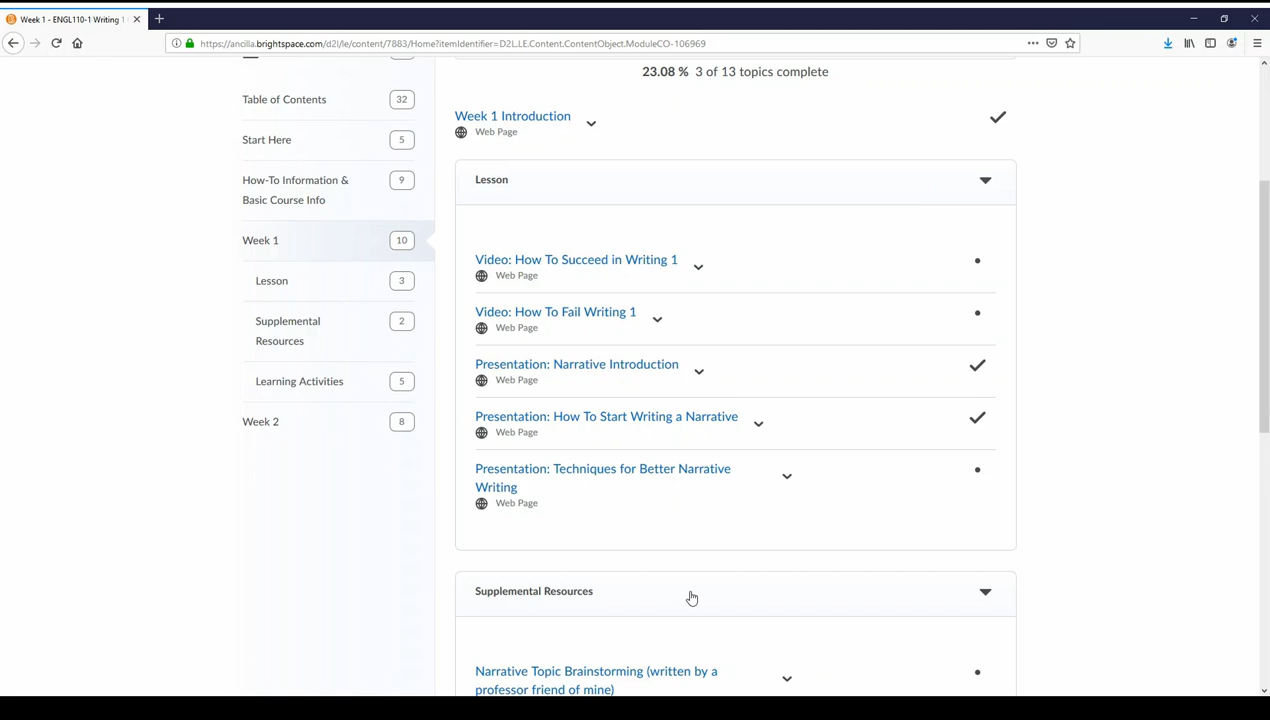 Week 1 - ENGL110-1 Writing 1
https://ancilla.brightspace.com/d2l/le/content/7883/Home?itemIdentifier=D2L.LE.Content.ContentObject.ModuleCO-106969
Table of Contents 32
Start Here 5
How-To Information & 9
Basic Course Info
Week 1 10
Lesson 3
Supplemental 2
Resources
Learning Activities 5
Week 2 8
23.08 % 3 of 13 topics complete
Week 1 Introduction
Web Page
Lesson
Video: How To Succeed in Writing 1
Web Page
Video: How To Fail Writing 1
Web Page
Presentation: Narrative Introduction
Web Page
Presentation: How To Start Writing a Narrative
Web Page
Presentation: Techniques for Better Narrative
Writing
Web Page
Supplemental Resources
Narrative Topic Brainstorming (written by a
professor friend of mine)